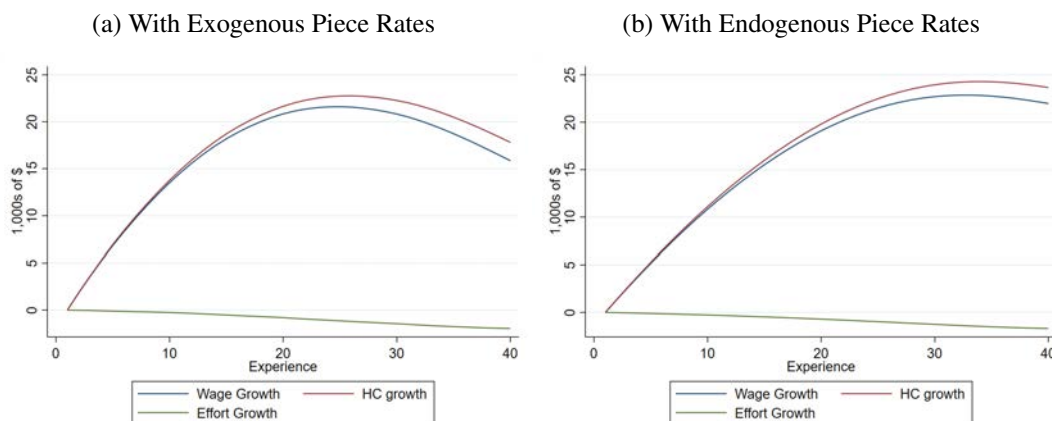 (a) With Exogenous Piece Rates
25
20
15
10
5
0
1,000s of $
0 10 20 30 40
Experience
Wage Growth HC growth
Effort Growth
(b) With Endogenous Piece Rates
25
20
15
10
5
0
1,000s of $
0 10 20 30 40
Experience
Wage Growth HC growth
Effort Growth